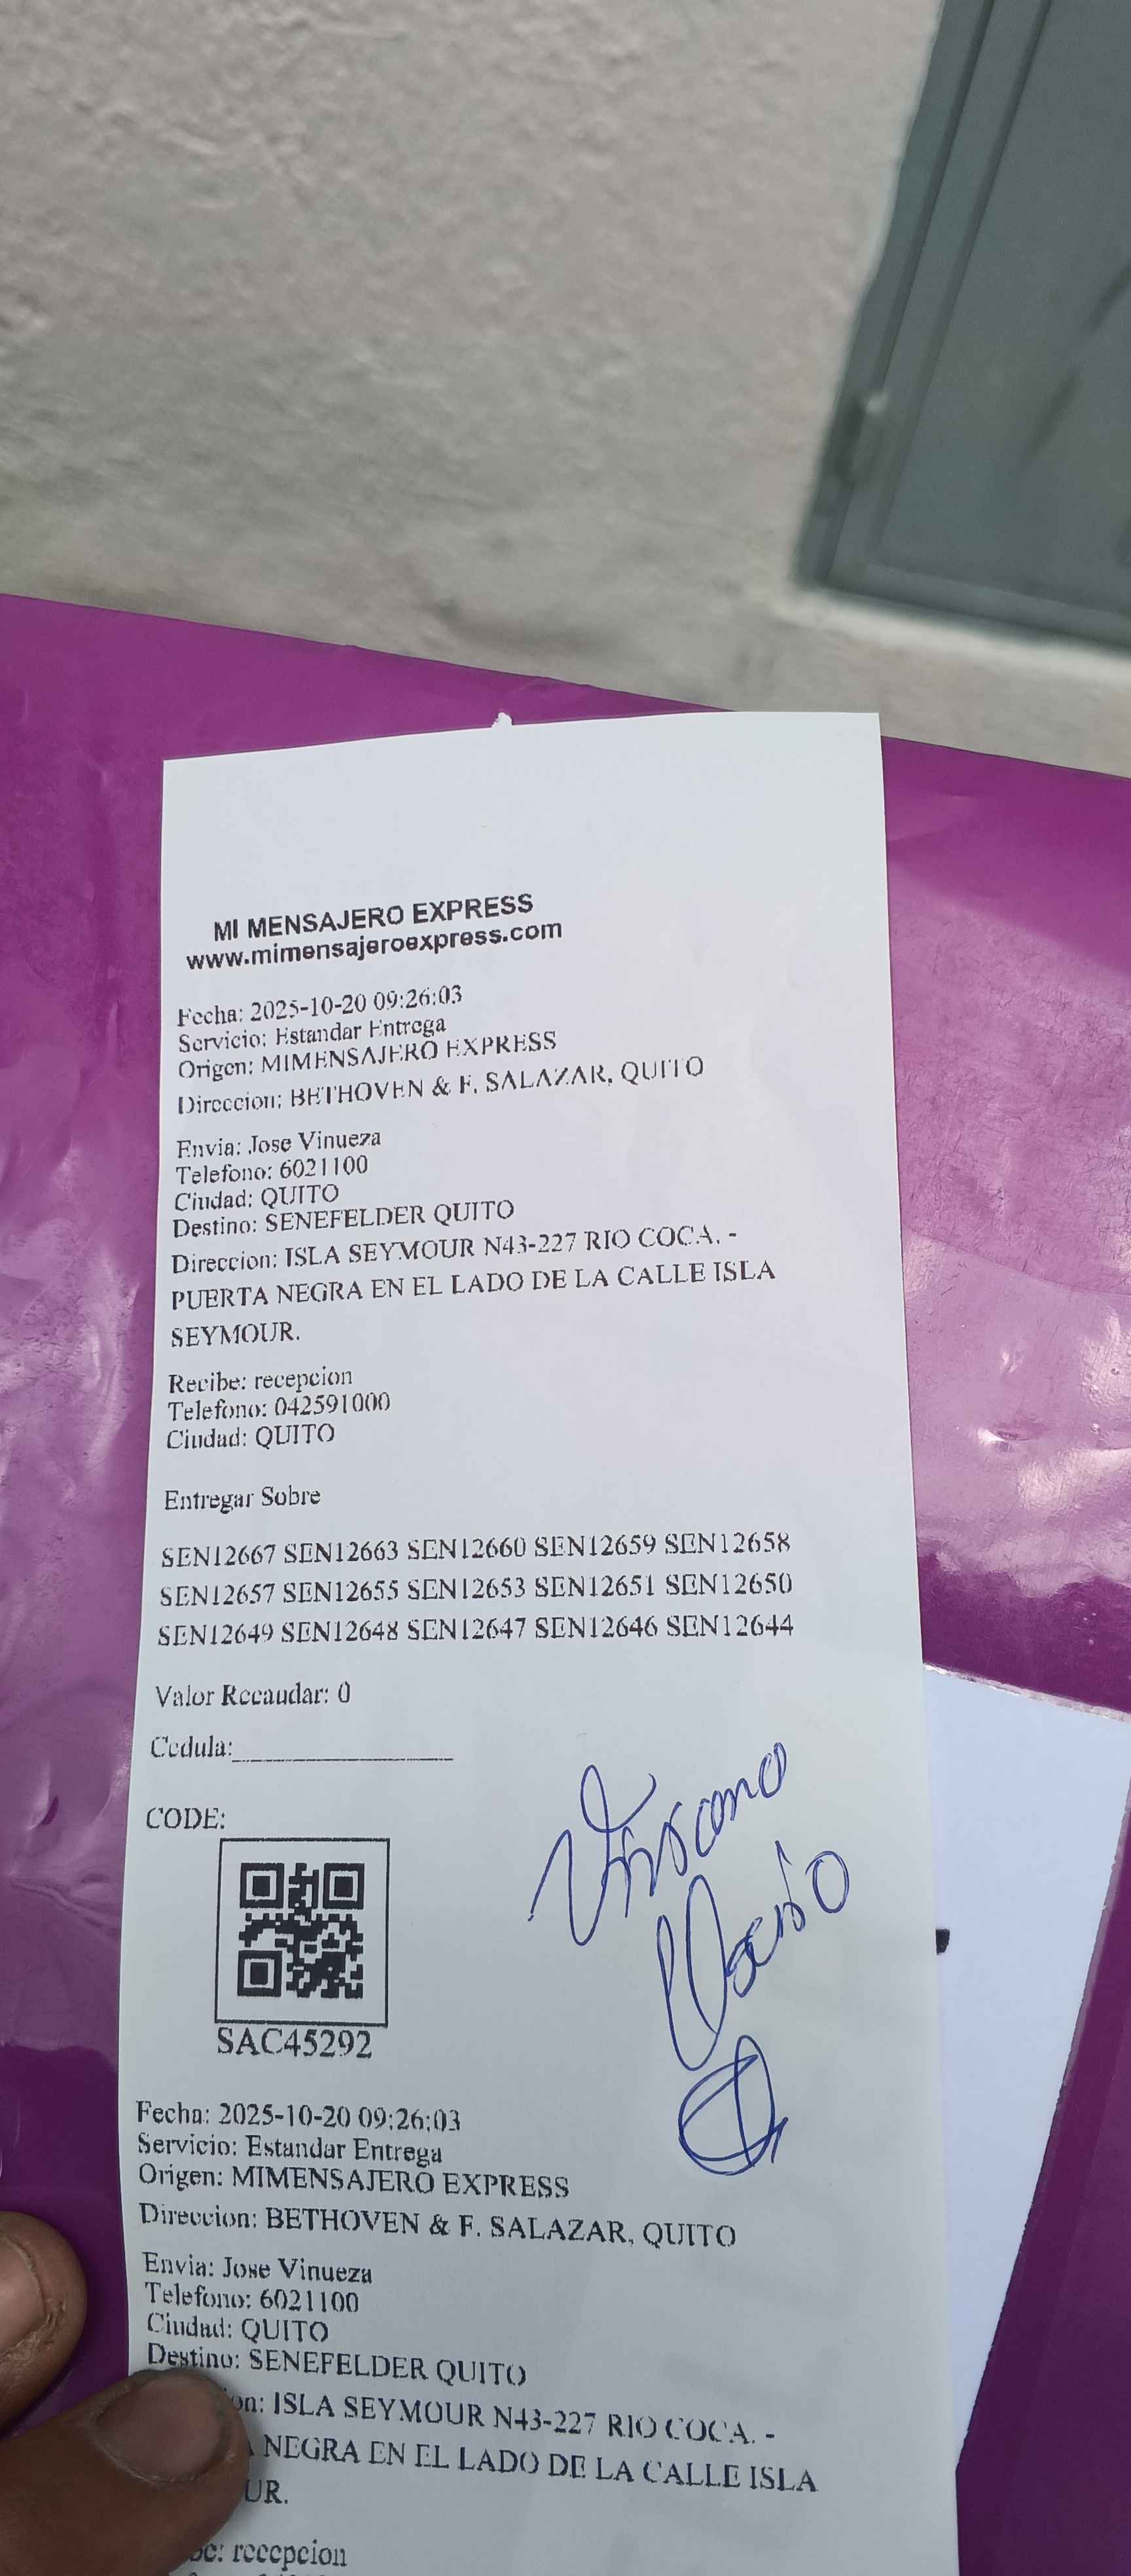 MI MENSAJERO EXPRESS
www.mimensajeroexpress.com
Fecha: 2025-10-20 09:26:03
Servicio: Estandar Entrega
Origen: MIMENSAJERO EXPRESS
Direccion: BETHOVEN & F. SALAZAR, QUITO
Envia: Jose Vinueza
Telefono: 6021100
Ciudad: QUITO
Destino: SENEFELDER QUITO
Direccion: ISLA SEYMOUR N43-227 RIO COCA. -
PUERTA NEGRA EN EL LADO DE LA CALLE ISLA
SEYMOUR.
Recibe: recepcion
Telefono: 042591000
Ciudad: QUITO
Entregar Sobre
SEN12667 SEN12663 SEN12660 SEN12659 SEN12658
SEN12657 SEN12655 SEN12653 SEN12651 SEN12650
SEN12649 SEN12648 SEN12647 SEN12646 SEN12644
Valor Recaudar: 0
Cedula:
CODE:
SAC45292
Fecha: 2025-10-20 09:26:03
Servicio: Estandar Entrega
Origen: MIMENSAJERO EXPRESS
Direccion: BETHOVEN & F. SALAZAR, QUITO
Envia: Jose Vinueza
Telefono: 6021100
Ciudad: QUITO
Destino: SENEFELDER QUITO
ISLA SEYMOUR N43-227 RIO COCA. -
NEGRA EN EL LADO DE LA CALLE ISLA
UR.
recepcion